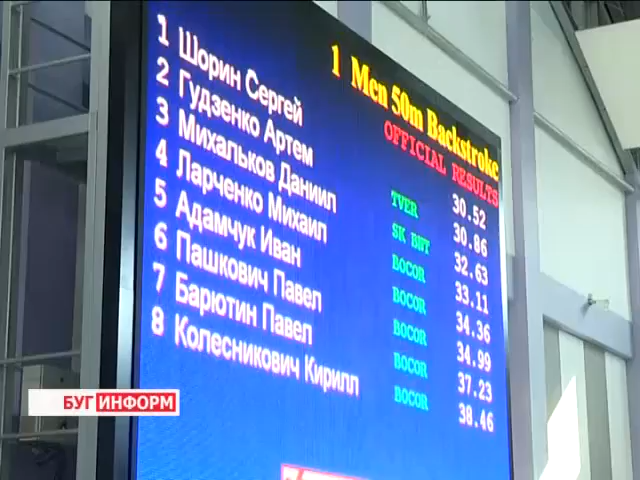 1 Men 50m Backstroke
OFFICIAL RESULTS
1 Шорин Сергей TVER 30.52
2 Гудзенко Артем SK BNT 30.86
3 Михальков Даниил BOCOR 32.63
4 Ларченко Михаил BOCOR 33.11
5 Адамчук Иван BOCOR 34.36
6 Пашкович Павел BOCOR 34.99
7 Барютин Павел BOCOR 37.23
8 Колесникович Кирилл BOCOR 38.46
БУГИНФОРМ